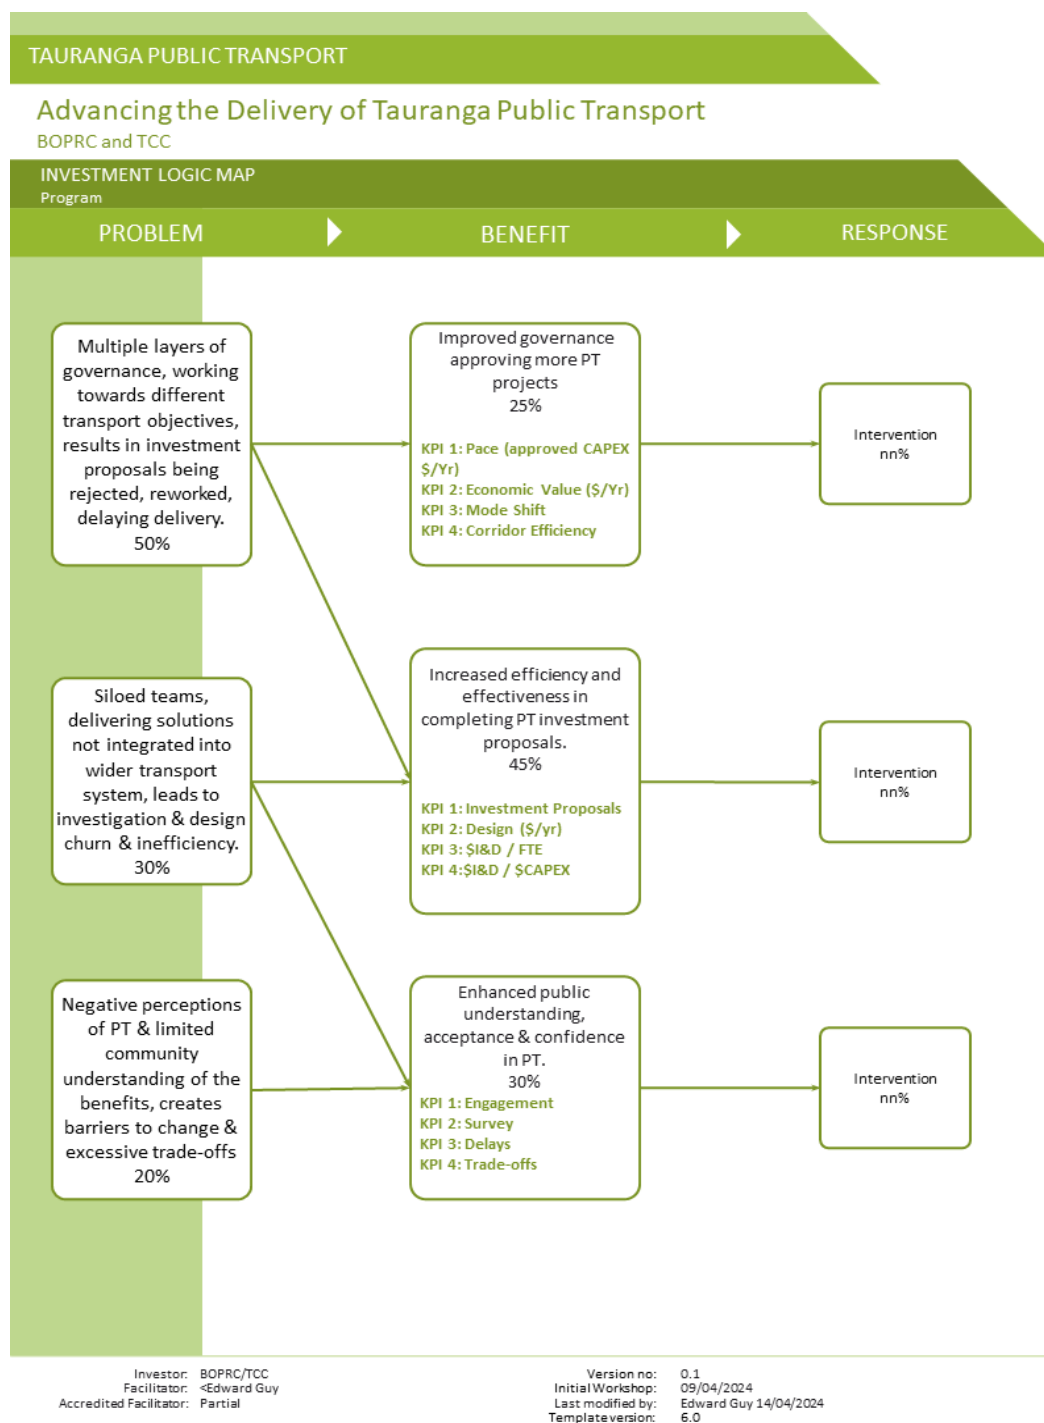 TAURANGA PUBLIC TRANSPORT
Advancing the Delivery of Tauranga Public Transport
BOPRC and TCC
INVESTMENT LOGIC MAP
Program
PROBLEM
BENEFIT
RESPONSE
Multiple layers of
governance, working
towards different
transport objectives,
results in investment
proposals being
rejected, reworked,
delaying delivery.
50%
Improved governance
approving more PT
projects
25%
KPI 1: Pace (approved CAPEX
$/Yr)
KPI 2: Economic Value ($/Yr)
KPI 3: Mode Shift
KPI 4: Corridor Efficiency
Intervention
nn%
Siloed teams,
delivering solutions
not integrated into
wider transport
system, leads to
investigation & design
churn & inefficiency.
30%
Increased efficiency and
effectiveness in
completing PT investment
proposals.
45%
KPI 1: Investment Proposals
KPI 2: Design ($/yr)
KPI 3: $I&D / FTE
KPI 4:$I&D / $CAPEX
Intervention
nn%
Negative perceptions
of PT & limited
community
understanding of the
benefits, creates
barriers to change &
excessive trade-offs
20%
Enhanced public
understanding,
acceptance & confidence
in PT.
30%
KPI 1: Engagement
KPI 2: Survey
KPI 3: Delays
KPI 4: Trade-offs
Intervention
nn%
Investor: BOPRC/TCC
Facilitator: <Edward Guy
Accredited Facilitator: Partial
Version no: 0.1
Initial Workshop: 09/04/2024
Last modified by: Edward Guy 14/04/2024
Template version: 6.0